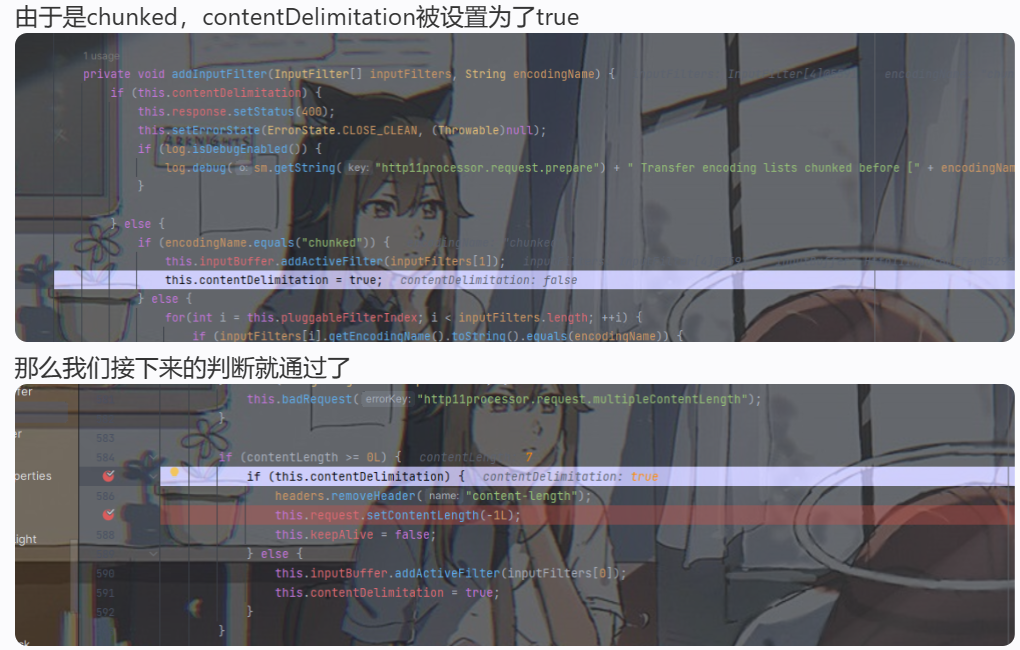 由于是chunked，contentDelimitation被设置为了true
1 usage
private void addInputFilter(InputFilter[] inputFilters, String encodingName) {
if (this.contentDelimitation) {
this.response.setStatus(400);
this.setErrorState(ErrorState.CLOSE_CLEAN, (Throwable)null);
if (log.isDebugEnabled()) {
log.debug( o: sm.getString( key: "http11processor.request.prepare") + " Transfer encoding lists chunked before [" + encodingNam
}
} else {
if (encodingName.equals("chunked")) {
this.inputBuffer.addActiveFilter(inputFilters[1]);
this.contentDelimitation = true; contentDelimitation: false
} else {
for(int i = this.pluggableFilterIndex; i < inputFilters.length; ++i) {
if (inputFilters[i].getEncodingName().toString().equals(encodingName)) {
那么我们接下来的判断就通过了
fer
this.badRequest( errorKey: "http11processor.request.multipleContentLength");
}
er
583
584 if (contentLength >= 0L) { 7
perties if (this.contentDelimitation) { contentDelimitation: true
586 headers.removeHeader( name: "content-length");
this.request.setContentLength(-1L);
light 588 this.keepAlive = false;
} else {
590 this.inputBuffer.addActiveFilter(inputFilters[0]);
591 this.contentDelimitation = true;
592 }
}